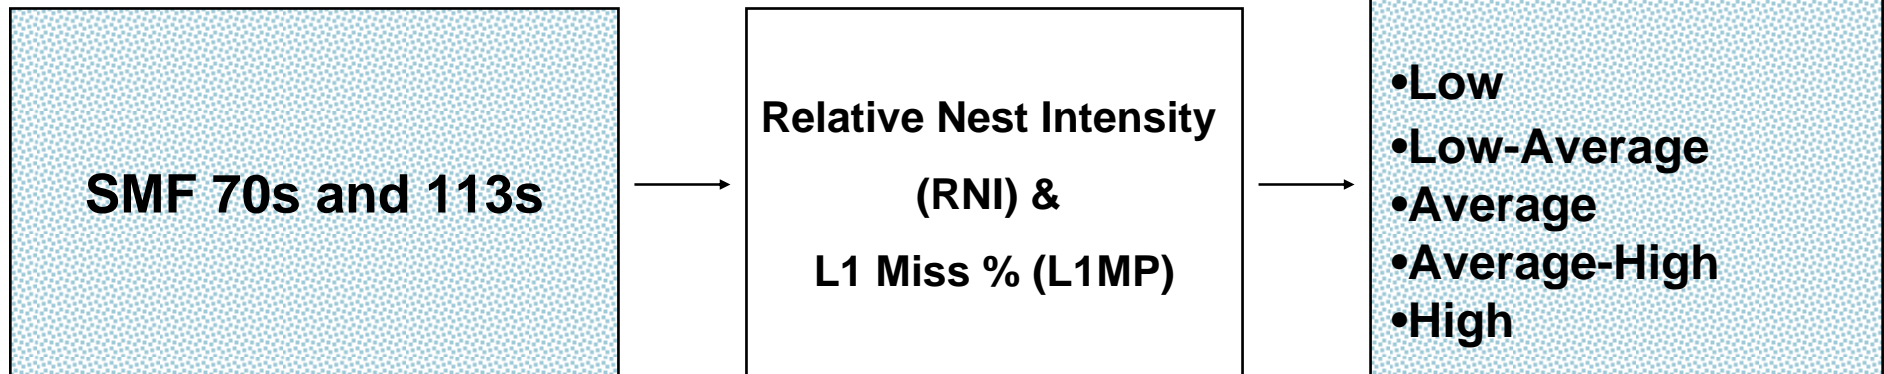 SMF 70s and 113s
Relative Nest Intensity
(RNI) &
L1 Miss % (L1MP)
•Low
•Low-Average
•Average
•Average-High
•High